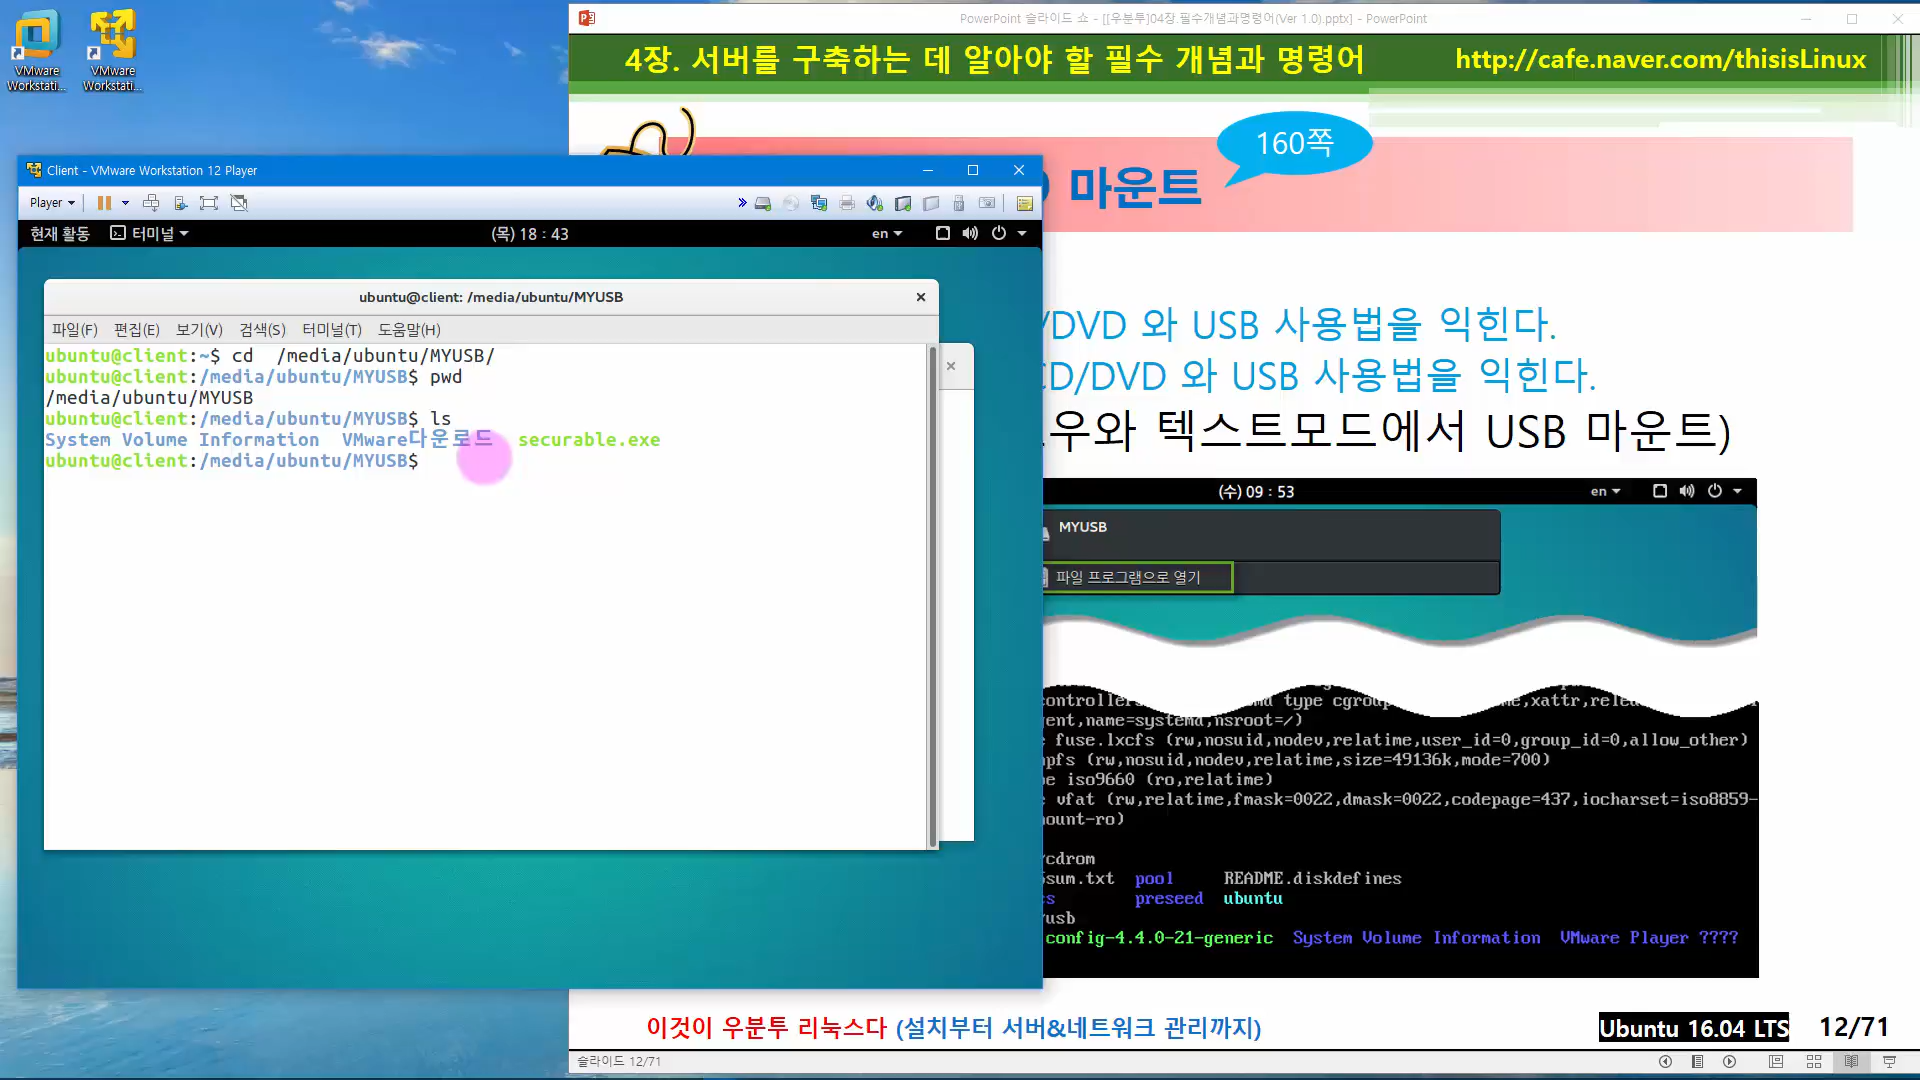 VMware
Workstati...
VMware
Workstati...
PowerPoint 슬라이드 쇼 - [[우분투]04장.필수개념과명령어(Ver 1.0).pptx] - PowerPoint
4장. 서버를 구축하는 데 알아야 할 필수 개념과 명령어
http://cafe.naver.com/thisisLinux
160쪽
마운트
Client - VMware Workstation 12 Player
Player
현재 활동
터미널
(목) 18 : 43
en
ubuntu@client: /media/ubuntu/MYUSB
파일(F) 편집(E) 보기(V) 검색(S) 터미널(T) 도움말(H)
ubuntu@client:~$ cd  /media/ubuntu/MYUSB/
ubuntu@client:/media/ubuntu/MYUSB$ pwd
/media/ubuntu/MYUSB
ubuntu@client:/media/ubuntu/MYUSB$ ls
System Volume Information  VMware다운로드  securable.exe
ubuntu@client:/media/ubuntu/MYUSB$
/DVD 와 USB 사용법을 익힌다.
CD/DVD 와 USB 사용법을 익힌다.
우와 텍스트모드에서 USB 마운트)
(수) 09 : 53
en
MYUSB
파일 프로그램으로 열기
controllers
type cgroup
xattr,rele
gent,name=systemd,nsroot=/)
fuse.lxcfs (rw,nosuid,nodev,relatime,user_id=0,group_id=0,allow_other)
mpfs (rw,nosuid,nodev,relatime,size=49136k,mode=700)
pe iso9660 (ro,relatime)
vfat (rw,relatime,fmask=0022,dmask=0022,codepage=437,iocharset=iso8859-
mount-ro)
/cdrom
5sum.txt  pool  README.diskdefines
cs  preseed  ubuntu
yusb
config-4.4.0-21-generic  System Volume Information  VMware Player ????
이것이 우분투 리눅스다 (설치부터 서버&네트워크 관리까지)
Ubuntu 16.04 LTS
12/71
슬라이드 12/71